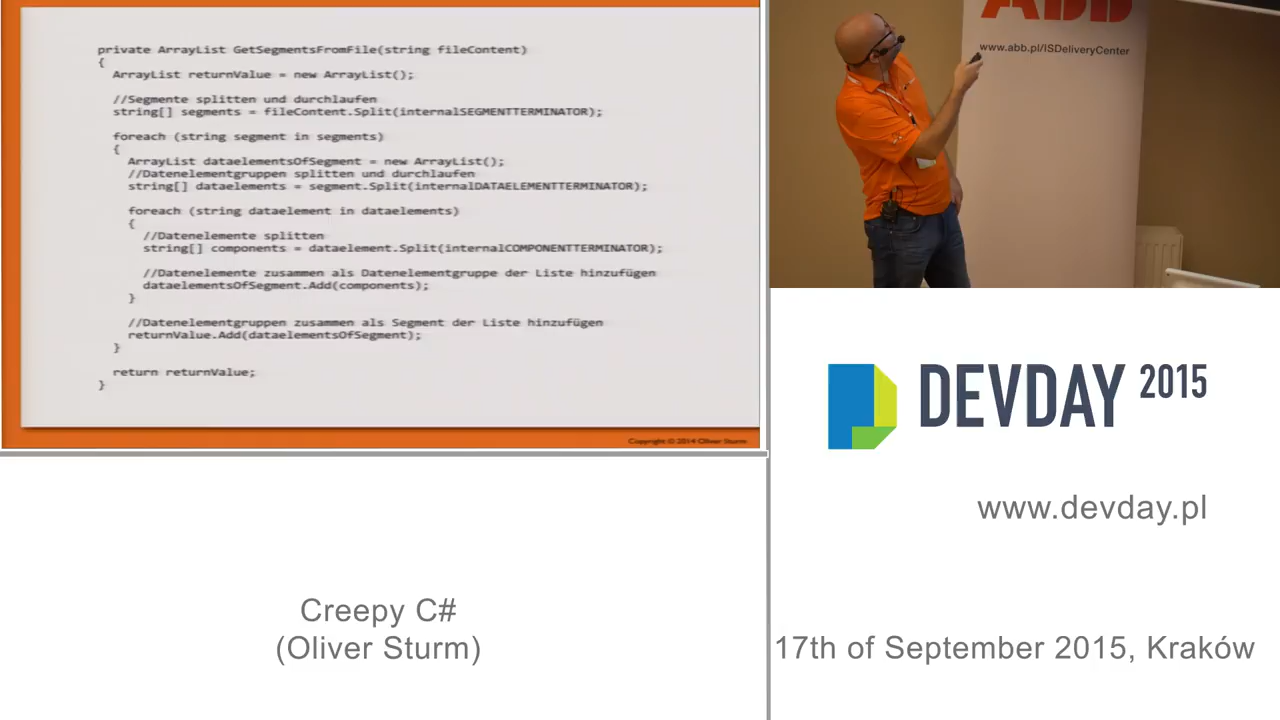 private ArrayList GetSegmentsFromFile(string fileContent)
{
ArrayList returnValue = new ArrayList();
//Segmente splitten und durchlaufen
string[] segments = fileContent.Split(internalSEGMENTTERMINATOR);
foreach (string segment in segments)
{
ArrayList dataelementsOfSegment = new ArrayList();
//Datenelementgruppen splitten und durchlaufen
string[] dataelements = segment.Split(internalDATAELEMENTTERMINATOR);
foreach (string dataelement in dataelements)
{
//Datenelemente splitten
string[] components = dataelement.Split(internalCOMPONENTTERMINATOR);
//Datenelemente zusammen als Datenelementgruppe der Liste hinzufügen
dataelementsOfSegment.Add(components);
}
//Datenelementgruppen zusammen als Segment der Liste hinzufügen
returnValue.Add(dataelementsOfSegment);
}
return returnValue;
}
Copyright © 2014 Oliver Sturm
ABB
www.abb.pl/ISDeliveryCenter
DEVDAY 2015
www.devday.pl
Creepy C#
(Oliver Sturm)
17th of September 2015, Kraków